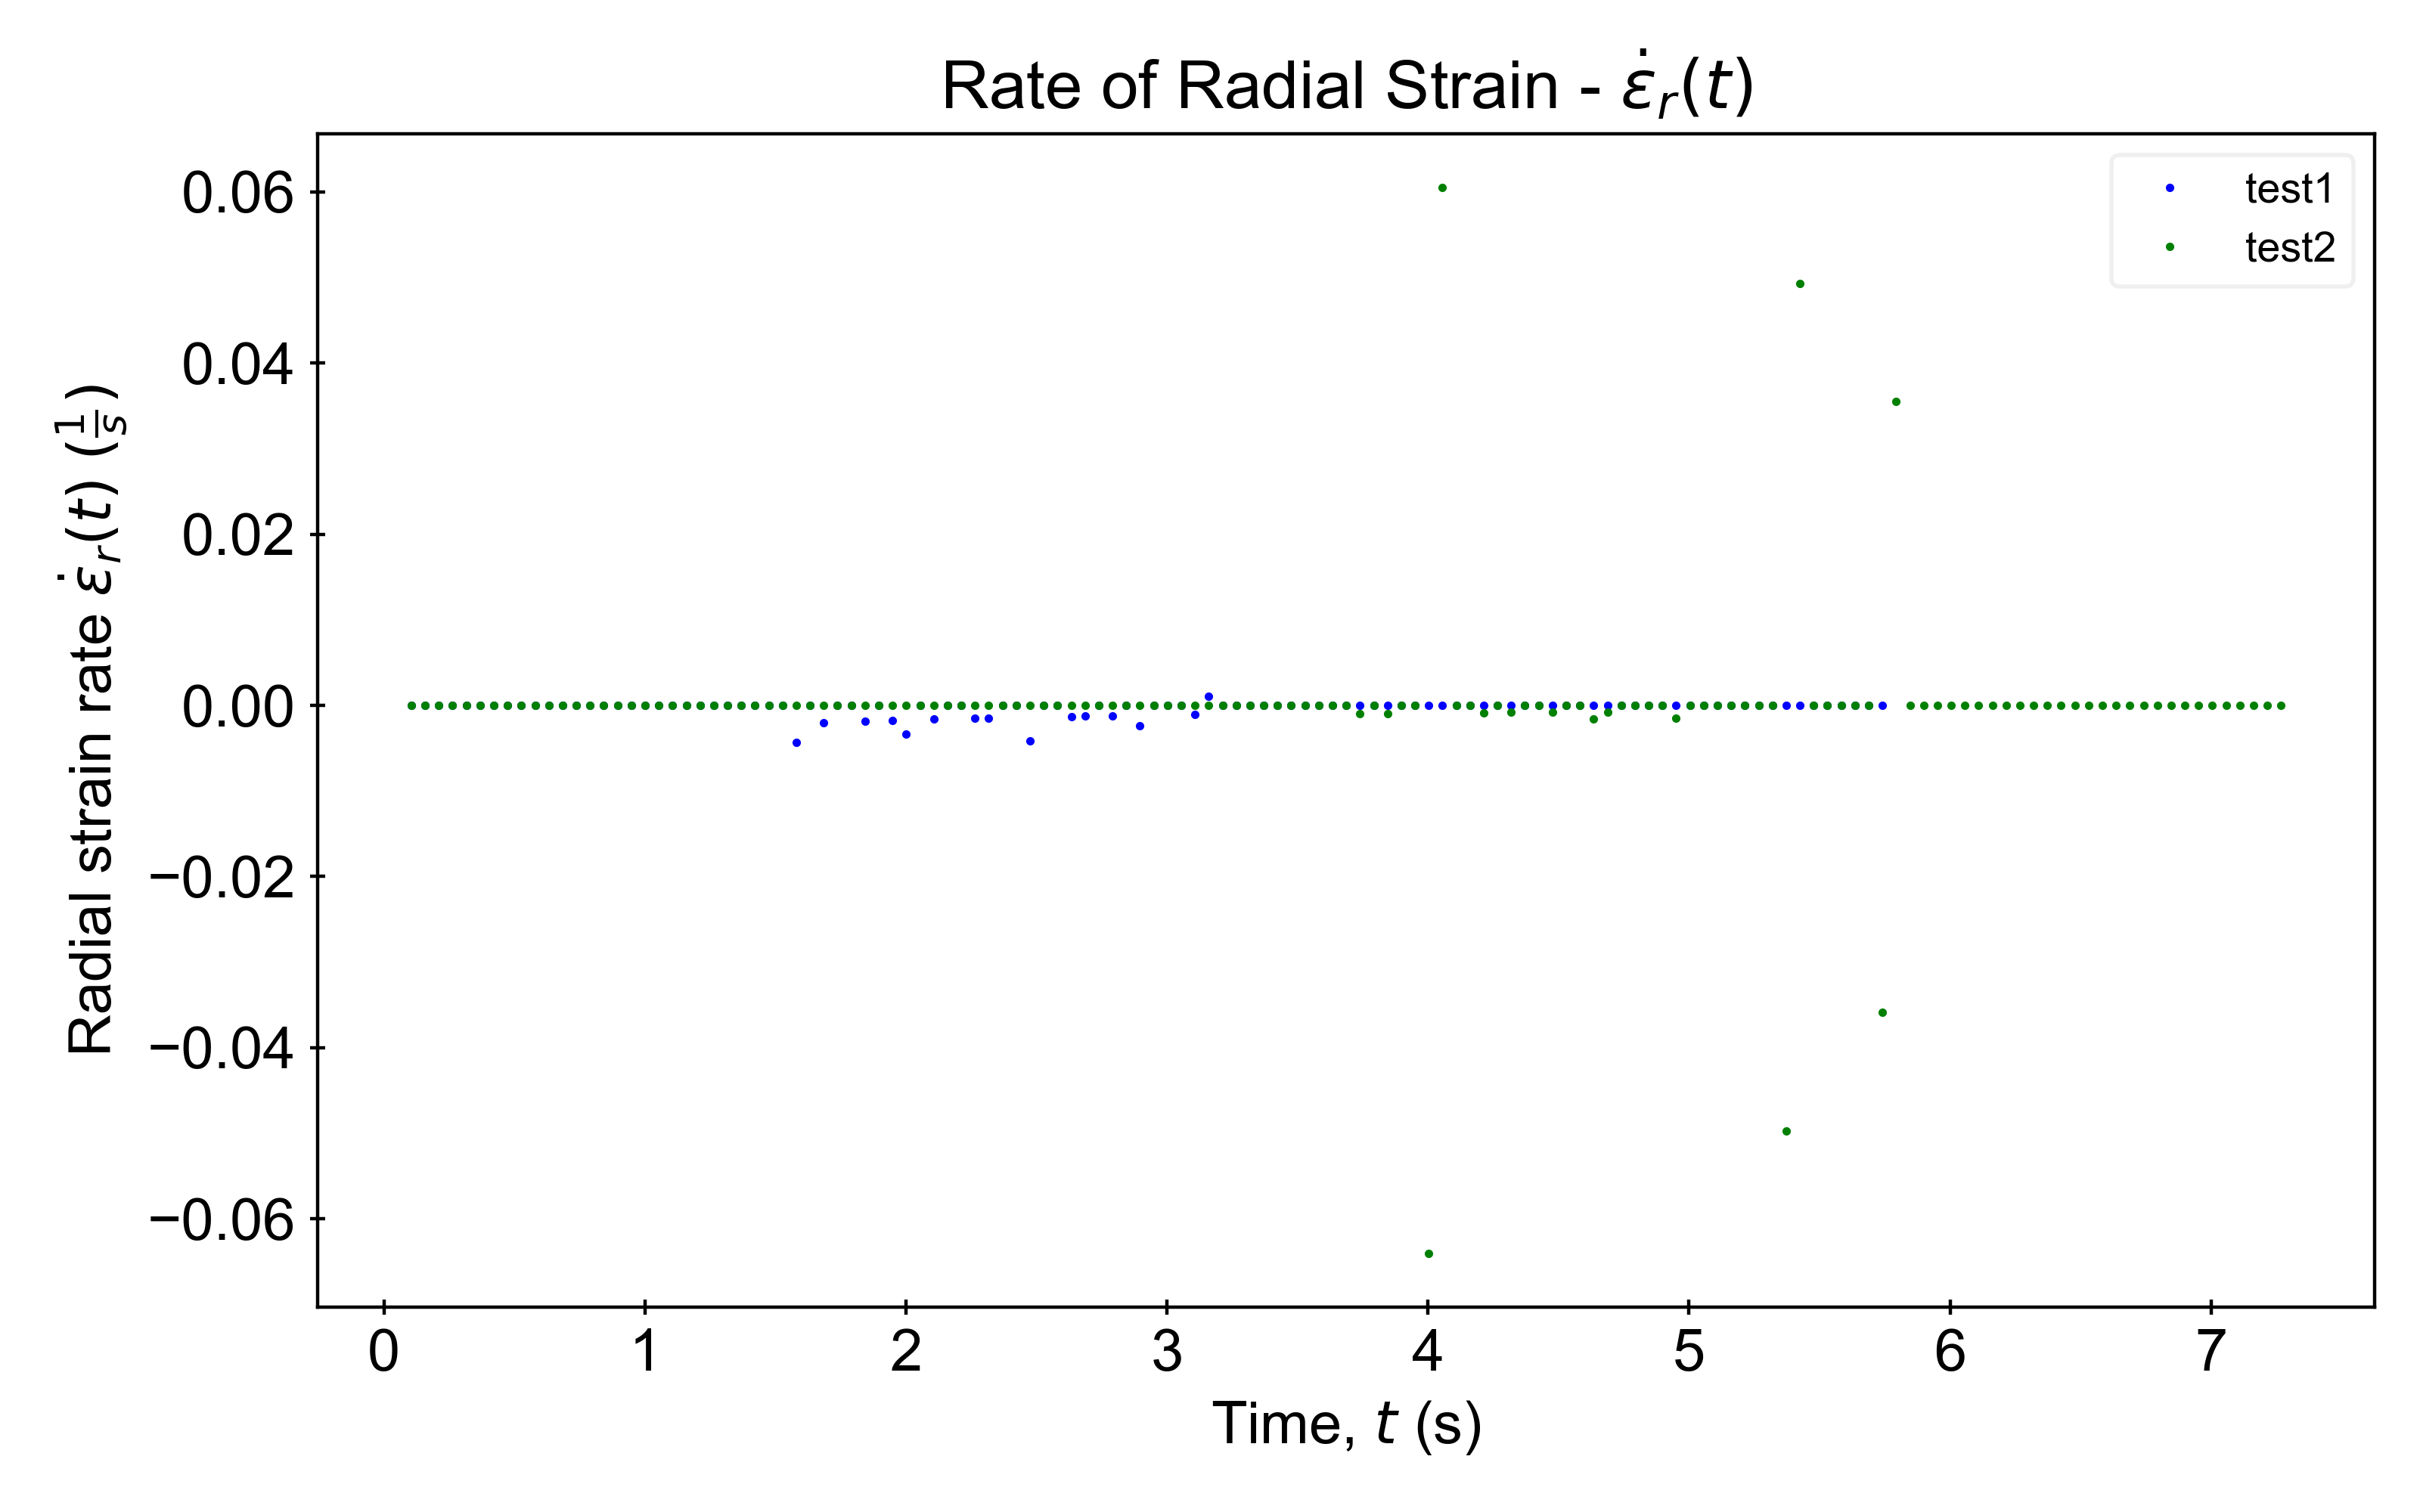 Rate of Radial Strain - ε̇ᵣ(t)
test1
test2
Radial strain rate ε̇ᵣ(t) (1/s)
0.06
0.04
0.02
0.00
−0.02
−0.04
−0.06
0 1 2 3 4 5 6 7
Time, t (s)